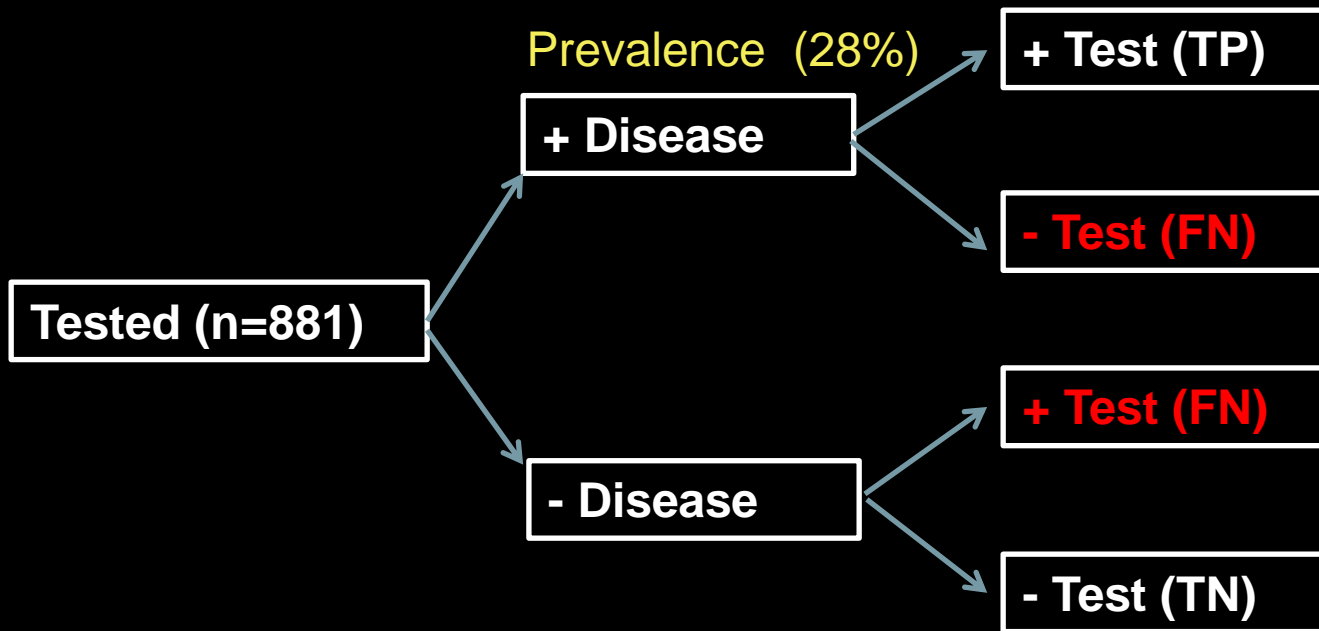 Prevalence (28%)
+ Test (TP)
+ Disease
- Test (FN)
Tested (n=881)
+ Test (FN)
- Disease
- Test (TN)